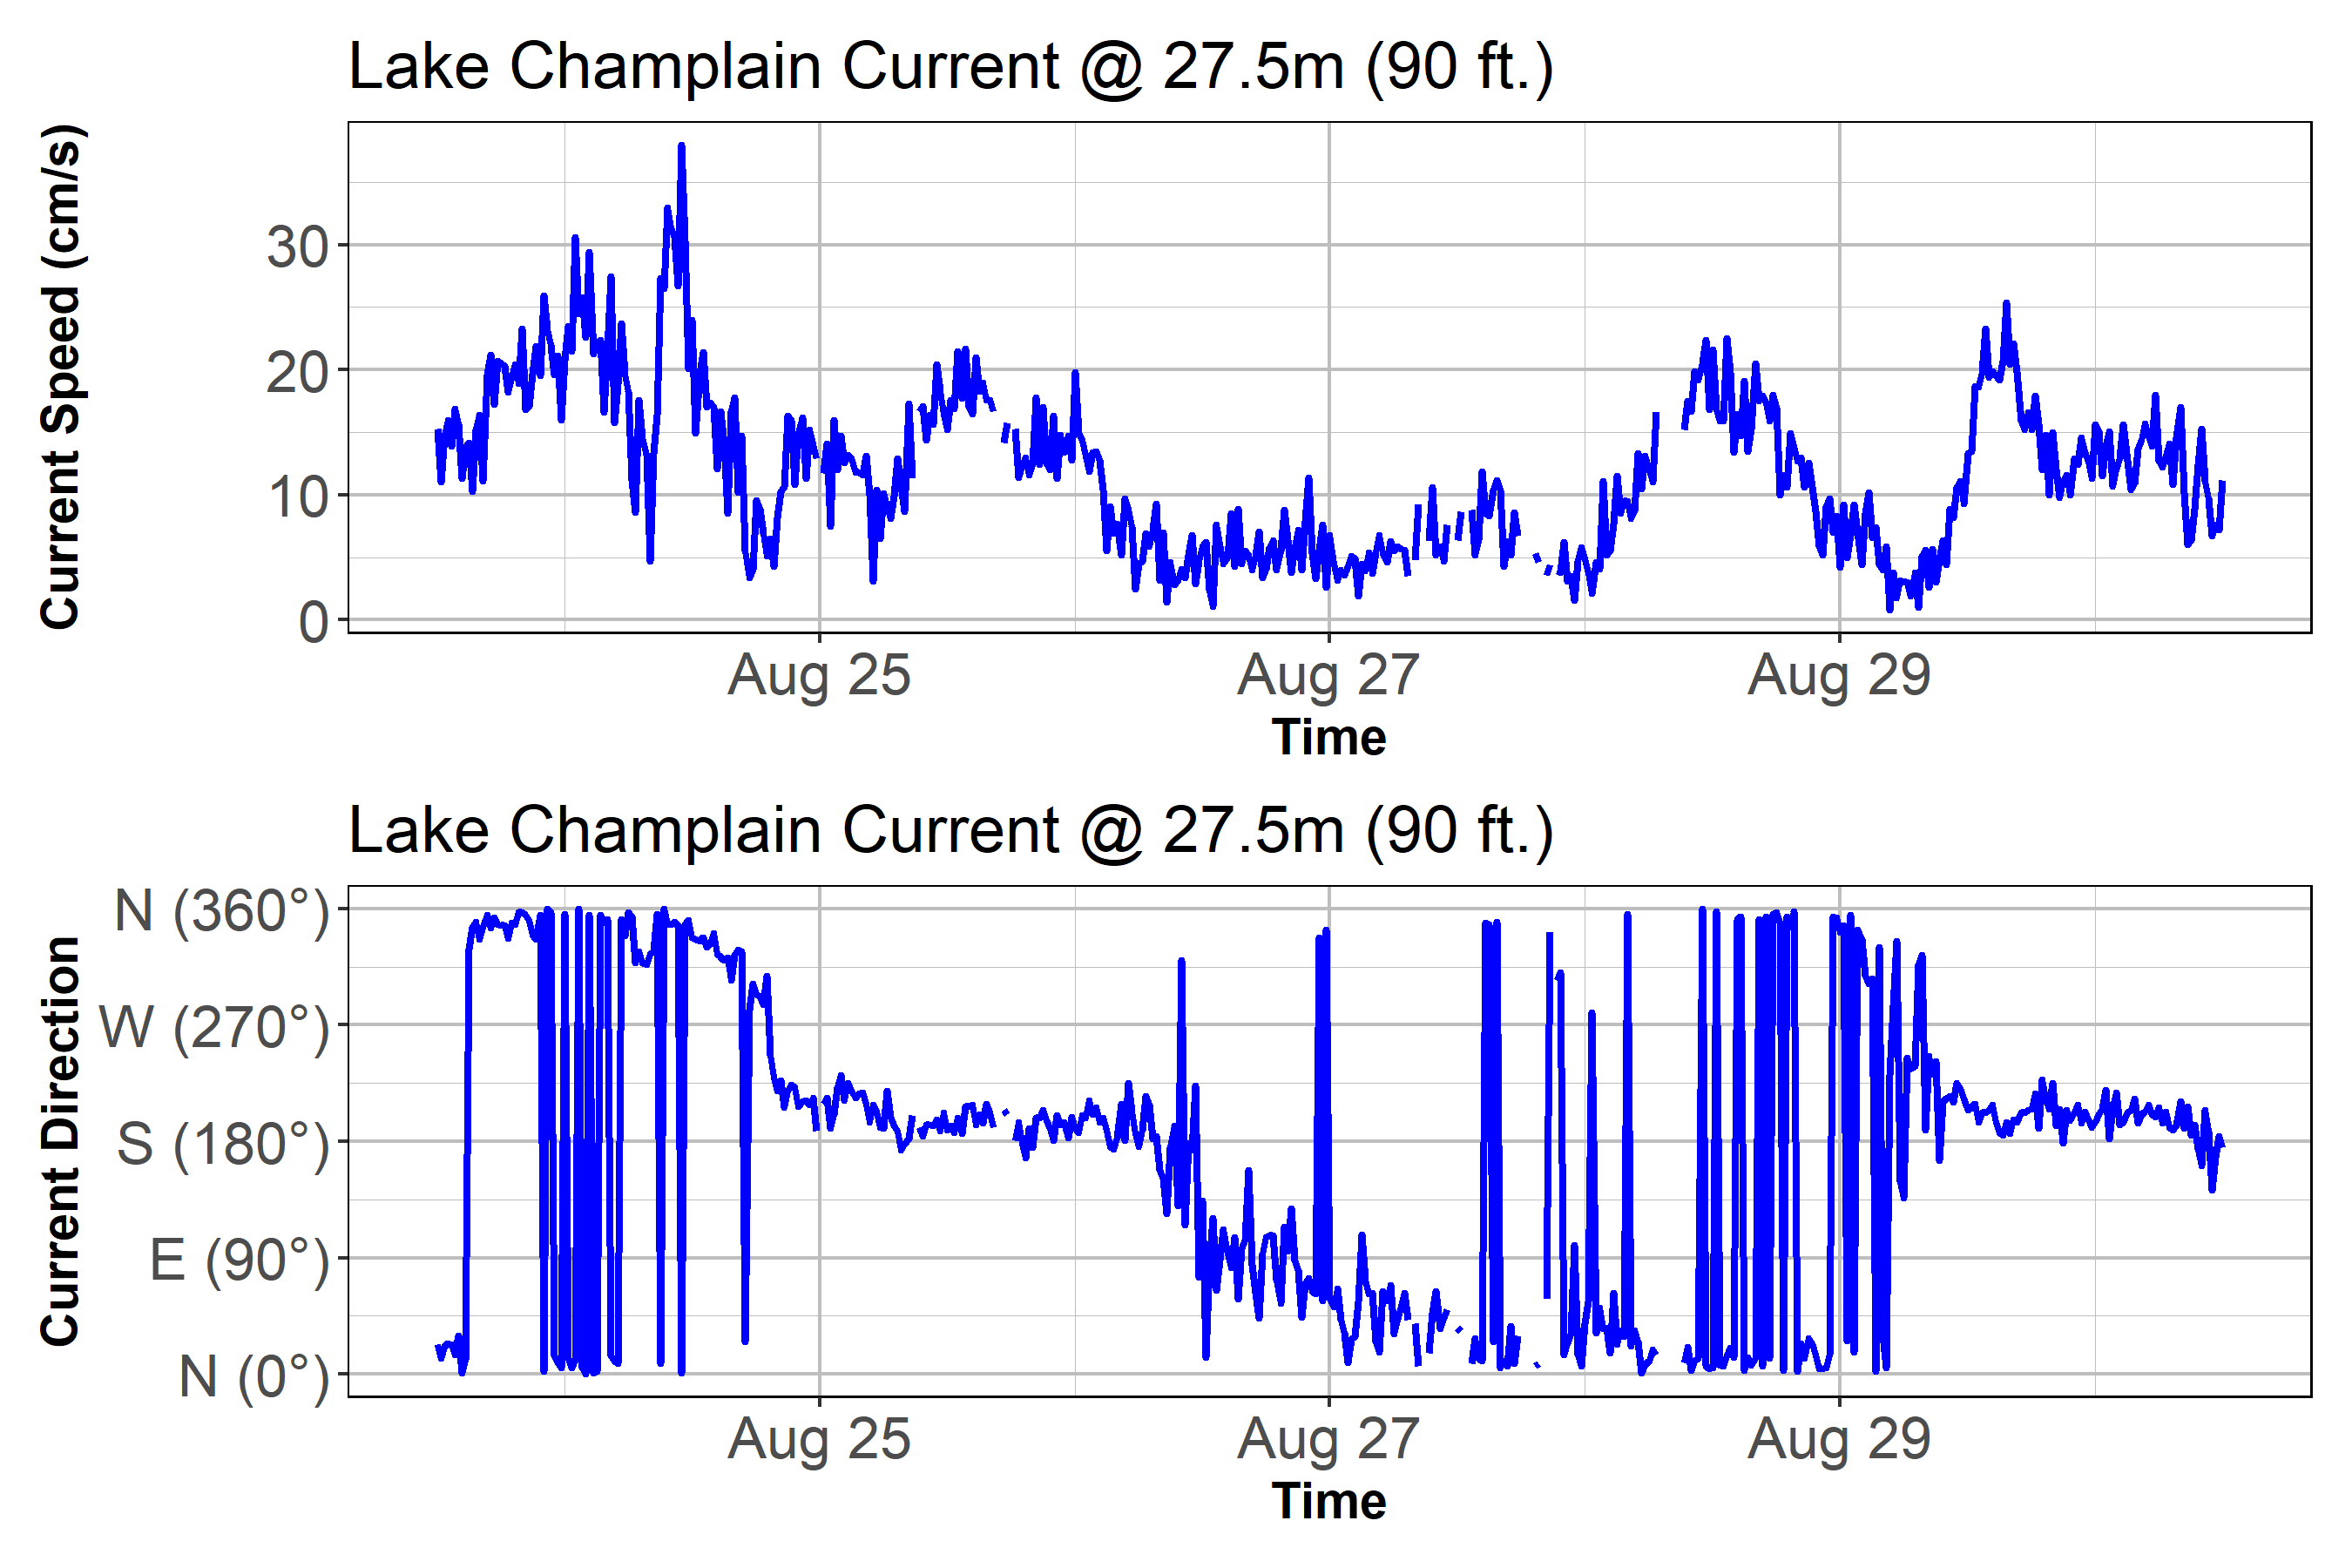 Lake Champlain Current @ 27.5m (90 ft.)
Current Speed (cm/s)
30
20
10
0
Aug 25 Aug 27 Aug 29
Time
Lake Champlain Current @ 27.5m (90 ft.)
Current Direction
N (360°)
W (270°)
S (180°)
E (90°)
N (0°)
Aug 25 Aug 27 Aug 29
Time